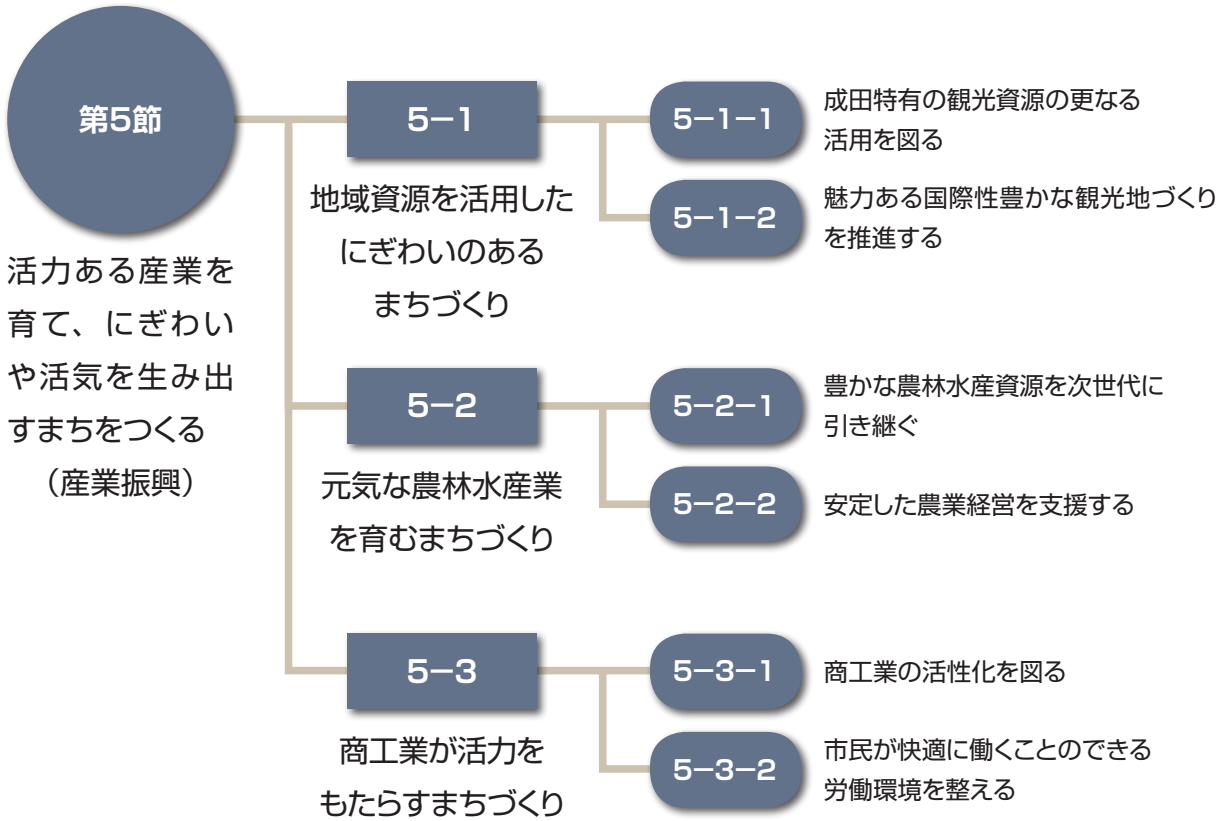 第5節
活力ある産業を
育て、にぎわい
や活気を生み出
すまちをつくる
（産業振興）
5−1
地域資源を活用した
にぎわいのある
まちづくり
5−1−1
成田特有の観光資源の更なる
活用を図る
5−1−2
魅力ある国際性豊かな観光地づくり
を推進する
5−2
元気な農林水産業
を育むまちづくり
5−2−1
豊かな農林水産資源を次世代に
引き継ぐ
5−2−2
安定した農業経営を支援する
5−3
商工業が活力を
もたらすまちづくり
5−3−1
商工業の活性化を図る
5−3−2
市民が快適に働くことのできる
労働環境を整える